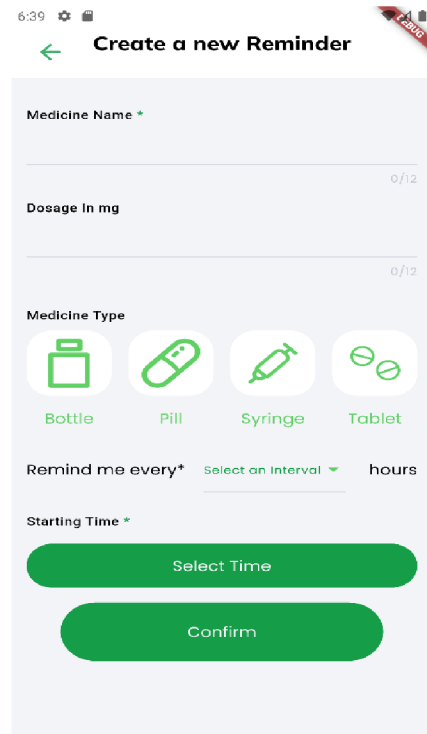 6:39
DEBUG
Create a new Reminder
Medicine Name *
0/12
Dosage In mg
0/12
Medicine Type
Bottle Pill Syringe Tablet
Remind me every* Select an Interval hours
Starting Time *
Select Time
Confirm